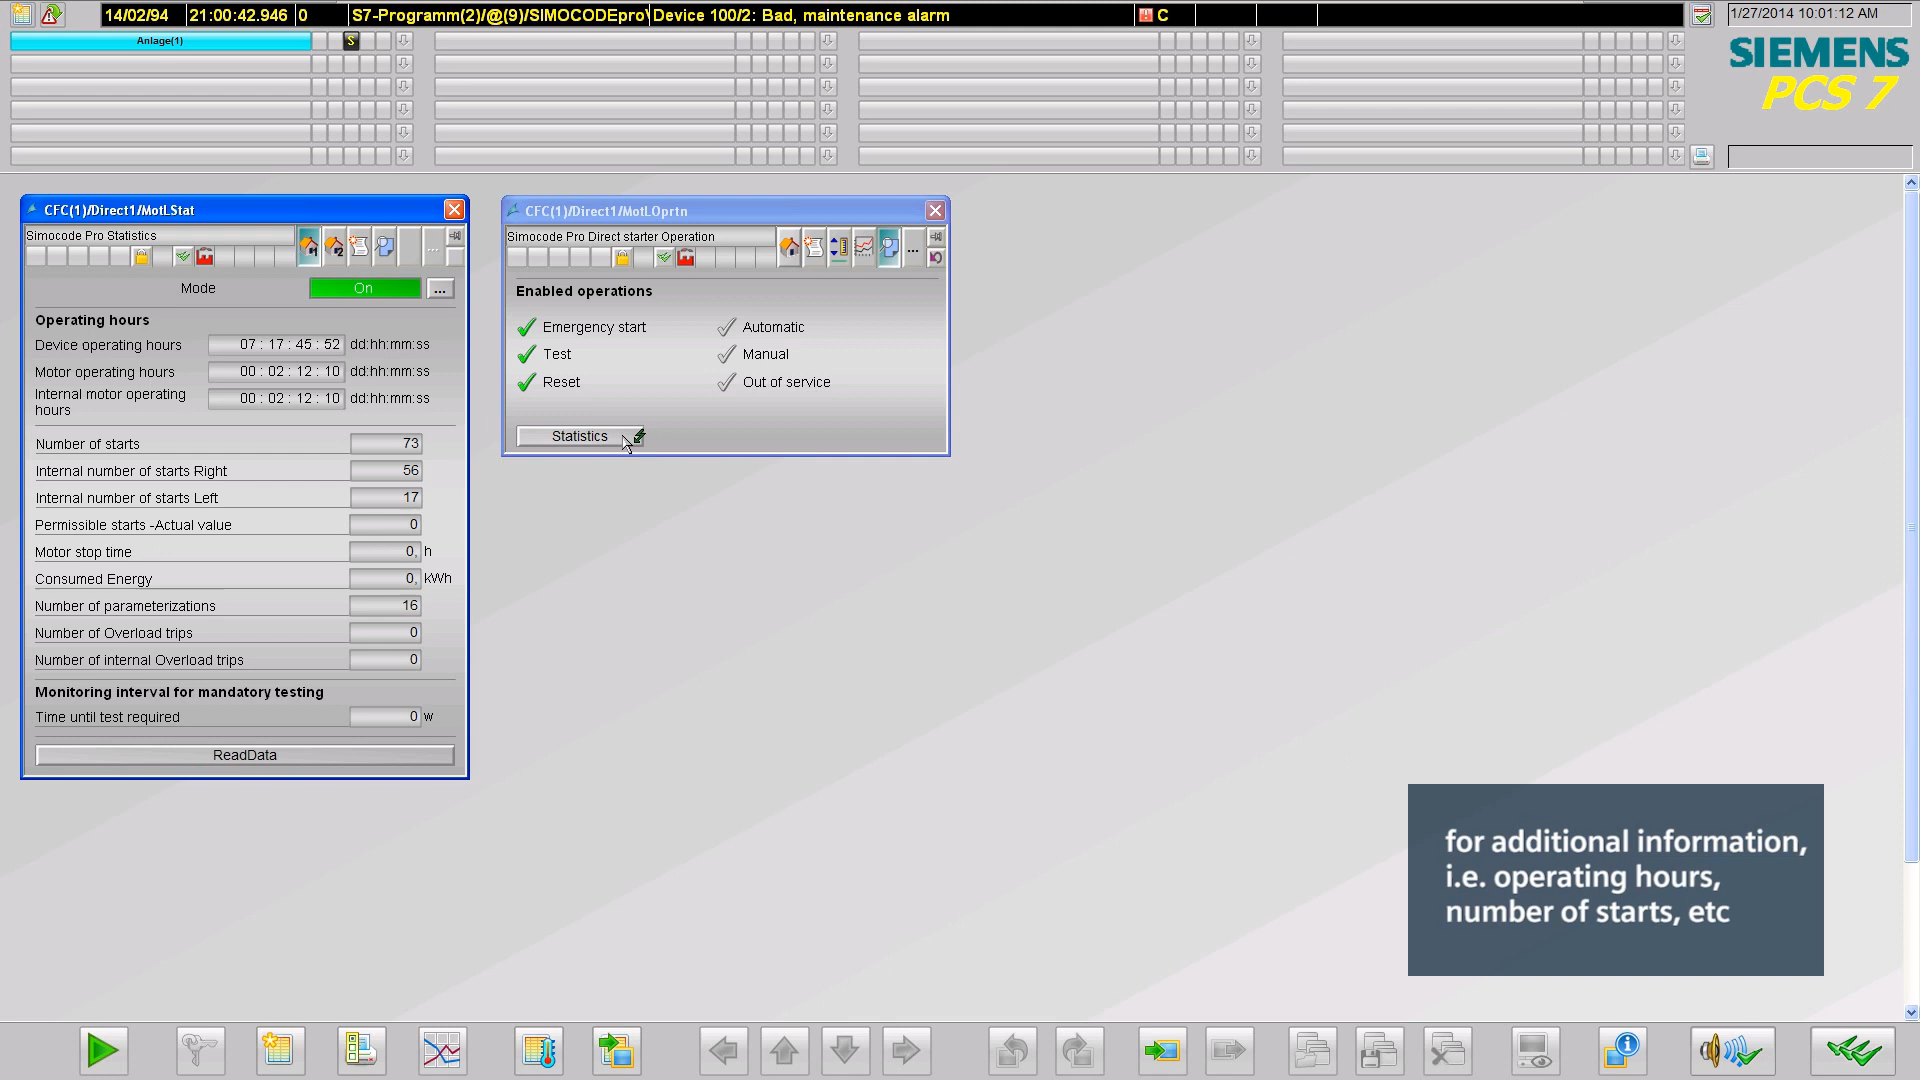 14/02/94 21:00:42.946 0 S7-Programm(2)/@(9)/SIMOCODEpro\ Device 100/2: Bad, maintenance alarm C 1/27/2014 10:01:12 AM
Anlage(1) S
SIEMENS
PCS 7
CFC(1)/Direct1/MotLStat
Simocode Pro Statistics
Mode On ...
Operating hours
Device operating hours 07 : 17 : 45 : 52 dd:hh:mm:ss
Motor operating hours 00 : 02 : 12 : 10 dd:hh:mm:ss
Internal motor operating hours 00 : 02 : 12 : 10 dd:hh:mm:ss
Number of starts 73
Internal number of starts Right 56
Internal number of starts Left 17
Permissible starts -Actual value 0
Motor stop time 0, h
Consumed Energy 0, kWh
Number of parameterizations 16
Number of Overload trips 0
Number of internal Overload trips 0
Monitoring interval for mandatory testing
Time until test required 0 w
ReadData
CFC(1)/Direct1/MotLOprtn
Simocode Pro Direct starter Operation
...
Enabled operations
Emergency start Automatic
Test Manual
Reset Out of service
Statistics
for additional information,
i.e. operating hours,
number of starts, etc